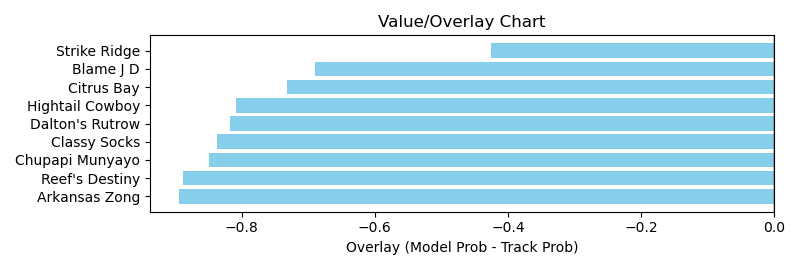 Value/Overlay Chart
Strike Ridge
Blame J D
Citrus Bay
Hightail Cowboy
Dalton's Rutrow
Classy Socks
Chupapi Munyayo
Reef's Destiny
Arkansas Zong
−0.8 −0.6 −0.4 −0.2 0.0
Overlay (Model Prob - Track Prob)